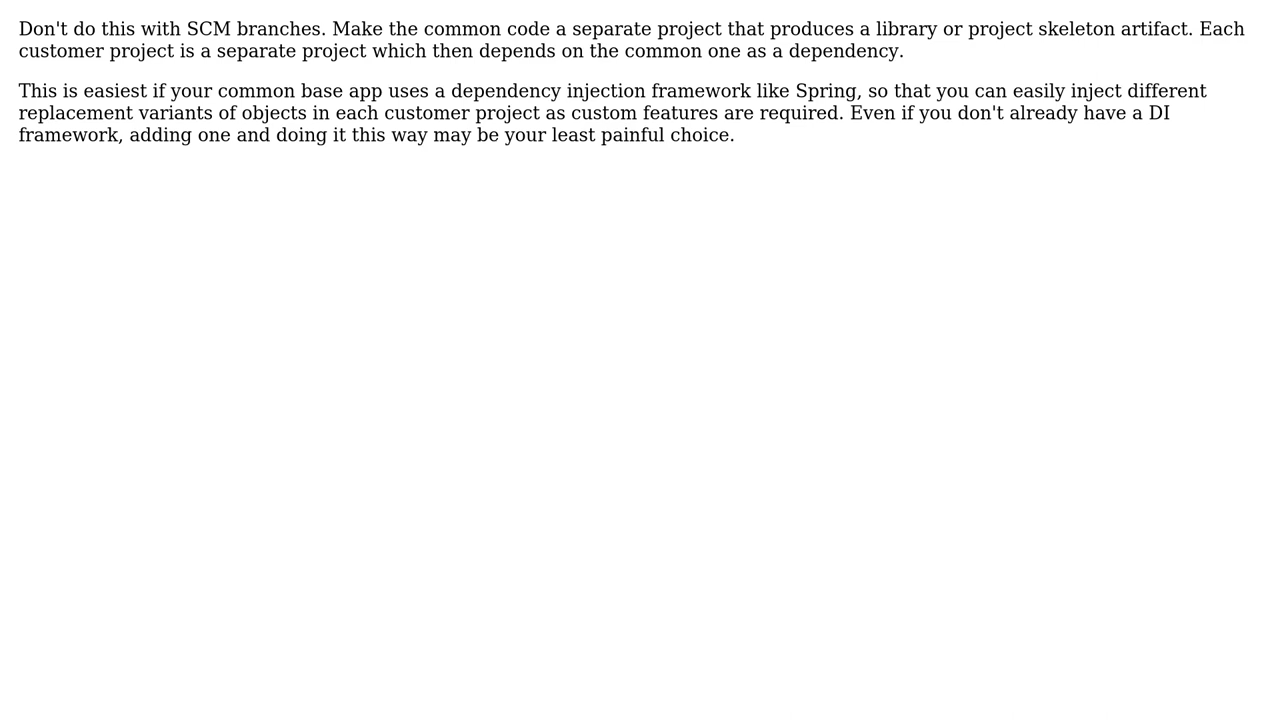 Don't do this with SCM branches. Make the common code a separate project that produces a library or project skeleton artifact. Each
customer project is a separate project which then depends on the common one as a dependency.
This is easiest if your common base app uses a dependency injection framework like Spring, so that you can easily inject different
replacement variants of objects in each customer project as custom features are required. Even if you don't already have a DI
framework, adding one and doing it this way may be your least painful choice.